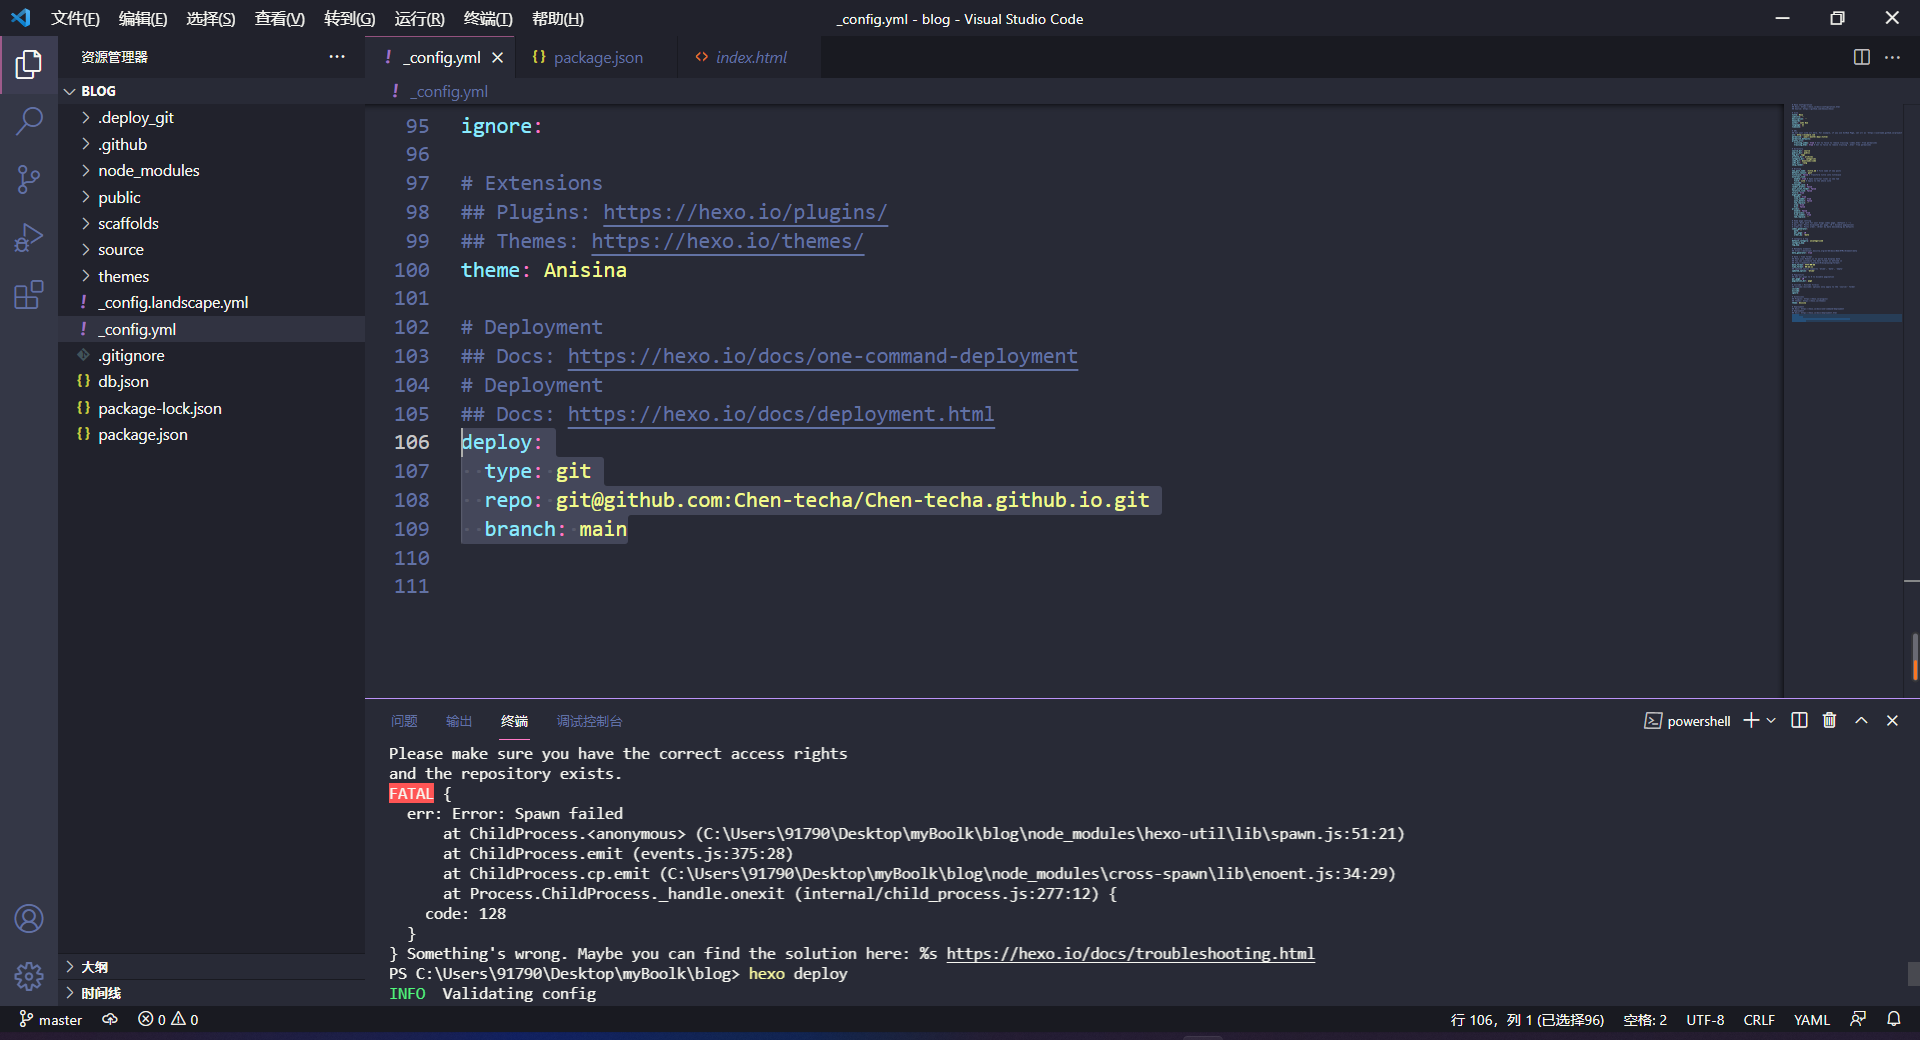 文件(F) 编辑(E) 选择(S) 查看(V) 转到(G) 运行(R) 终端(T) 帮助(H) _config.yml - blog - Visual Studio Code
资源管理器 ···
BLOG
.deploy_git
.github
node_modules
public
scaffolds
source
themes
! _config.landscape.yml
! _config.yml
.gitignore
{} db.json
{} package-lock.json
{} package.json
大纲
时间线
! _config.yml {} package.json <> index.html
! _config.yml
95 ignore:
96
97 # Extensions
98 ## Plugins: https://hexo.io/plugins/
99 ## Themes: https://hexo.io/themes/
100 theme: Anisina
101
102 # Deployment
103 ## Docs: https://hexo.io/docs/one-command-deployment
104 # Deployment
105 ## Docs: https://hexo.io/docs/deployment.html
106 deploy:
107 type: git
108 repo: git@github.com:Chen-techa/Chen-techa.github.io.git
109 branch: main
110
111
问题 输出 终端 调试控制台 powershell
Please make sure you have the correct access rights
and the repository exists.
FATAL {
err: Error: Spawn failed
at ChildProcess.<anonymous> (C:\Users\91790\Desktop\myBoolk\blog\node_modules\hexo-util\lib\spawn.js:51:21)
at ChildProcess.emit (events.js:375:28)
at ChildProcess.cp.emit (C:\Users\91790\Desktop\myBoolk\blog\node_modules\cross-spawn\lib\enoent.js:34:29)
at Process.ChildProcess._handle.onexit (internal/child_process.js:277:12) {
code: 128
}
} Something's wrong. Maybe you can find the solution here: %s https://hexo.io/docs/troubleshooting.html
PS C:\Users\91790\Desktop\myBoolk\blog> hexo deploy
INFO Validating config
master 0 0 行 106，列 1 (已选择96) 空格: 2 UTF-8 CRLF YAML